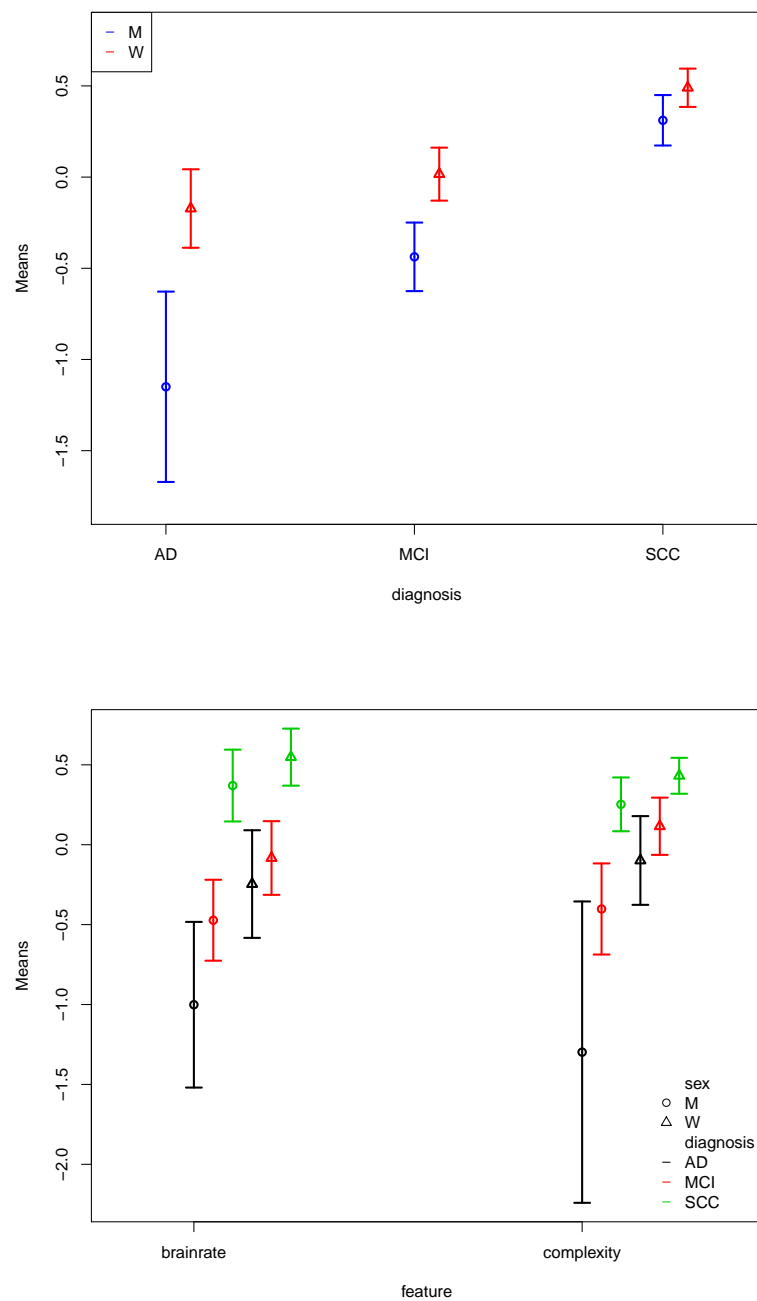 M
W
0.5
0.0
−0.5
−1.0
−1.5
Means
AD
MCI
SCC
diagnosis
0.5
0.0
−0.5
−1.0
−1.5
−2.0
Means
sex
M
W
diagnosis
AD
MCI
SCC
brainrate
complexity
feature